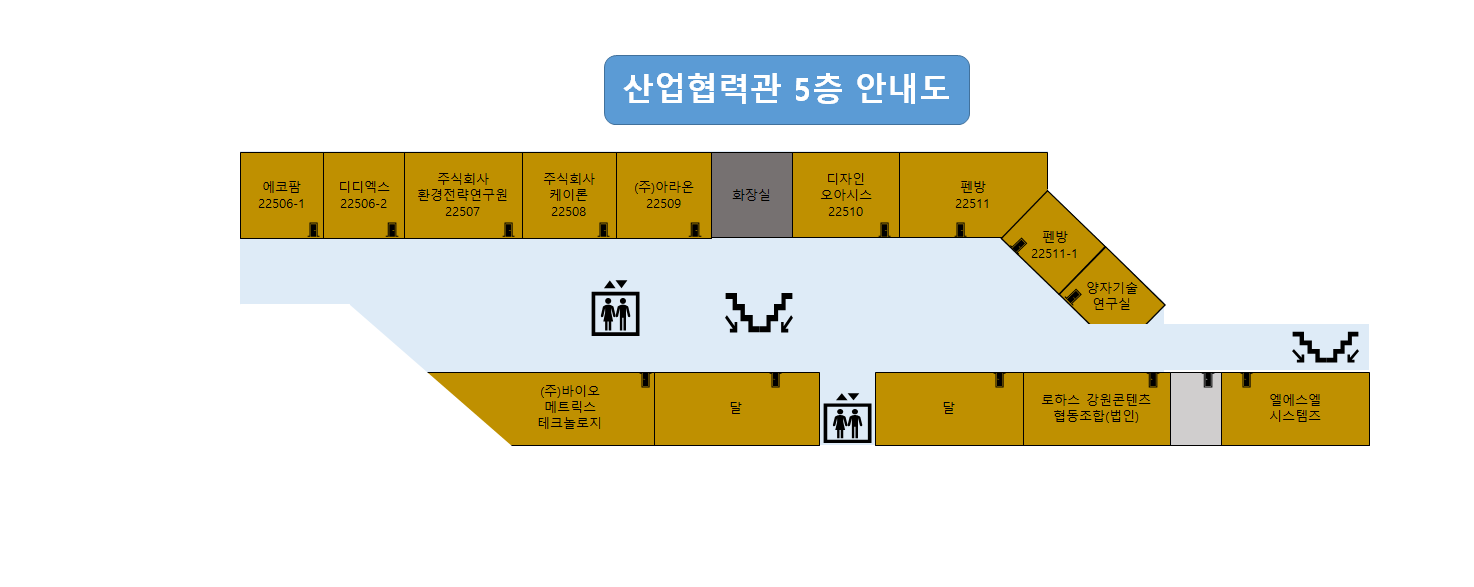 산업협력관 5층 안내도
에코팜
22506-1
디디엑스
22506-2
주식회사
환경전략연구원
22507
주식회사
케이론
22508
(주)아라온
22509
화장실
디자인
오아시스
22510
펜방
22511
펜방
22511-1
양자기술
연구실
(주)바이오
메트릭스
테크놀로지
달
달
로하스 강원콘텐츠
협동조합(법인)
엘에스엘
시스템즈